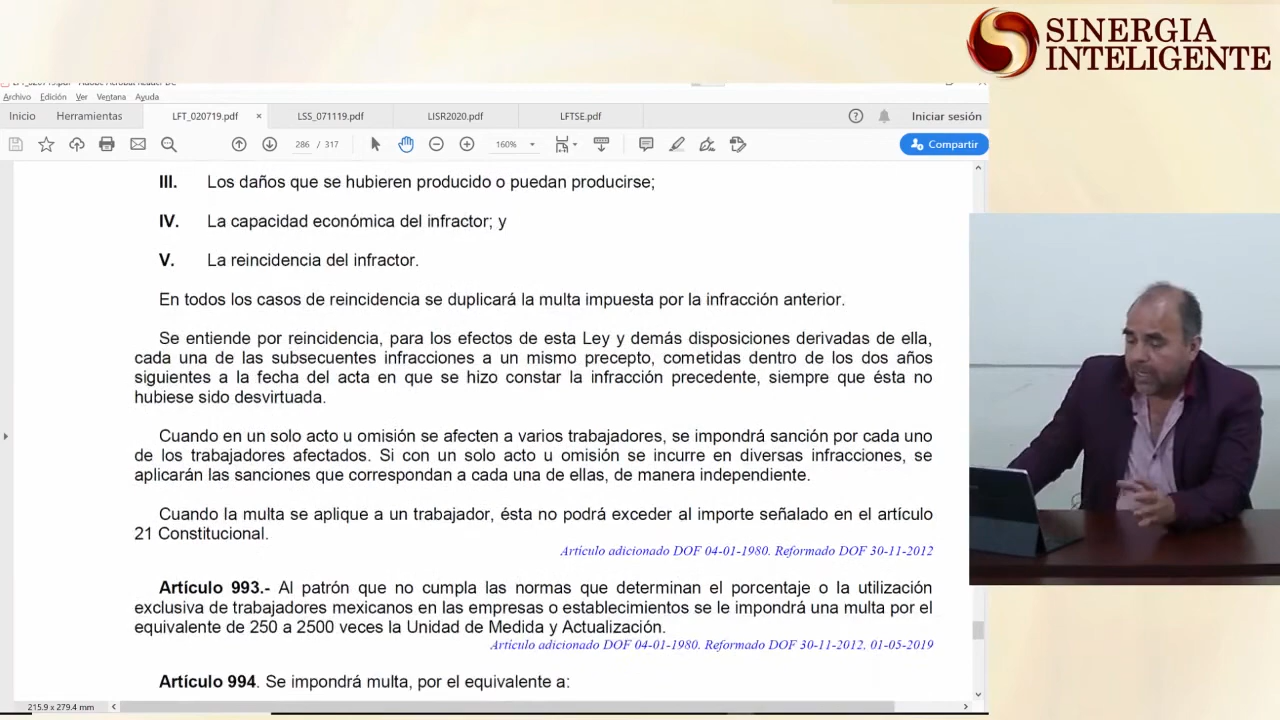 SINERGIA
INTELIGENTE
Archivo Edición Ver Ventana Ayuda
Inicio Herramientas LFT_020719.pdf × LSS_071119.pdf LISR2020.pdf LFTSE.pdf Iniciar sesión
286 / 317 160% Compartir
III. Los daños que se hubieren producido o puedan producirse;
IV. La capacidad económica del infractor; y
V. La reincidencia del infractor.
En todos los casos de reincidencia se duplicará la multa impuesta por la infracción anterior.
Se entiende por reincidencia, para los efectos de esta Ley y demás disposiciones derivadas de ella,
cada una de las subsecuentes infracciones a un mismo precepto, cometidas dentro de los dos años
siguientes a la fecha del acta en que se hizo constar la infracción precedente, siempre que ésta no
hubiese sido desvirtuada.
Cuando en un solo acto u omisión se afecten a varios trabajadores, se impondrá sanción por cada uno
de los trabajadores afectados. Si con un solo acto u omisión se incurre en diversas infracciones, se
aplicarán las sanciones que correspondan a cada una de ellas, de manera independiente.
Cuando la multa se aplique a un trabajador, ésta no podrá exceder al importe señalado en el artículo
21 Constitucional.
Artículo adicionado DOF 04-01-1980. Reformado DOF 30-11-2012
Artículo 993.- Al patrón que no cumpla las normas que determinan el porcentaje o la utilización
exclusiva de trabajadores mexicanos en las empresas o establecimientos se le impondrá una multa por el
equivalente de 250 a 2500 veces la Unidad de Medida y Actualización.
Artículo adicionado DOF 04-01-1980. Reformado DOF 30-11-2012, 01-05-2019
Artículo 994. Se impondrá multa, por el equivalente a:
215.9 x 279.4 mm